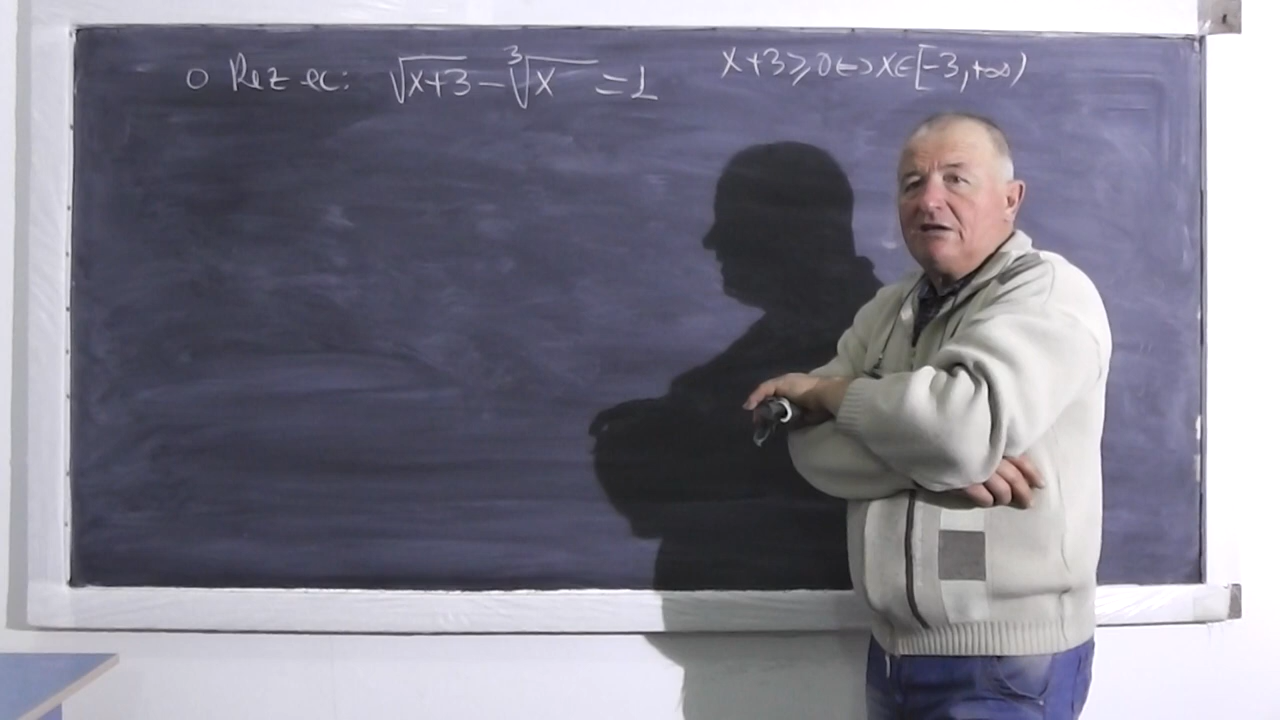 o Rez ec: √x+3 - ∛x = 1 x+3⩾0 ⇔ x∈[-3,+∞)